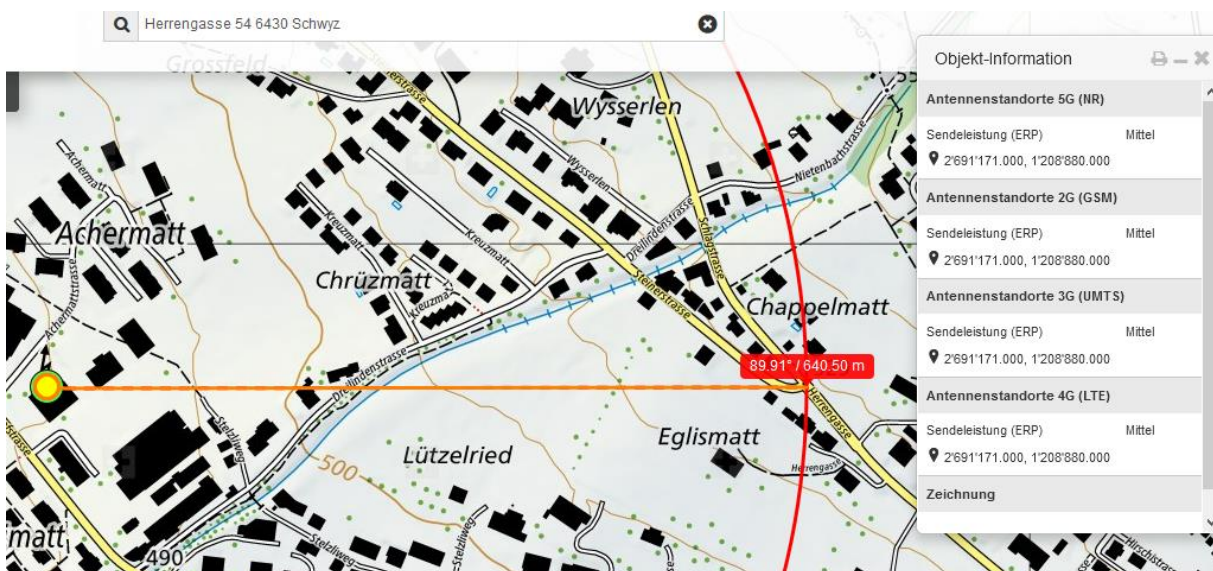 Herrengasse 54 6430 Schwyz
Grossfeld
Steinerstrasse
Wysserlen
Objekt-Information
Antennenstandorte 5G (NR)
Sendeleistung (ERP) Mittel
2'691'171.000, 1'208'880.000
Antennenstandorte 2G (GSM)
Sendeleistung (ERP) Mittel
2'691'171.000, 1'208'880.000
Antennenstandorte 3G (UMTS)
Sendeleistung (ERP) Mittel
2'691'171.000, 1'208'880.000
Antennenstandorte 4G (LTE)
Sendeleistung (ERP) Mittel
2'691'171.000, 1'208'880.000
Zeichnung
Achermatt
Wysserlen
Nietenbachstrasse
Achermatt
Kreuzmatt
Kreuzmatt
Dreilindenstrasse
Schlagstrasse
Chrüzmatt
Kreuzmatt
Steinerstrasse
Chappelmatt
Achermattstrasse
89.91° / 640.50 m
Dreilindenstrasse
Herrengasse
Stelzliweg
Eglismatt
Lützelried
500
Herrengasse
matt
490
Stelzliweg
Stelzliweg
Hirschistrasse